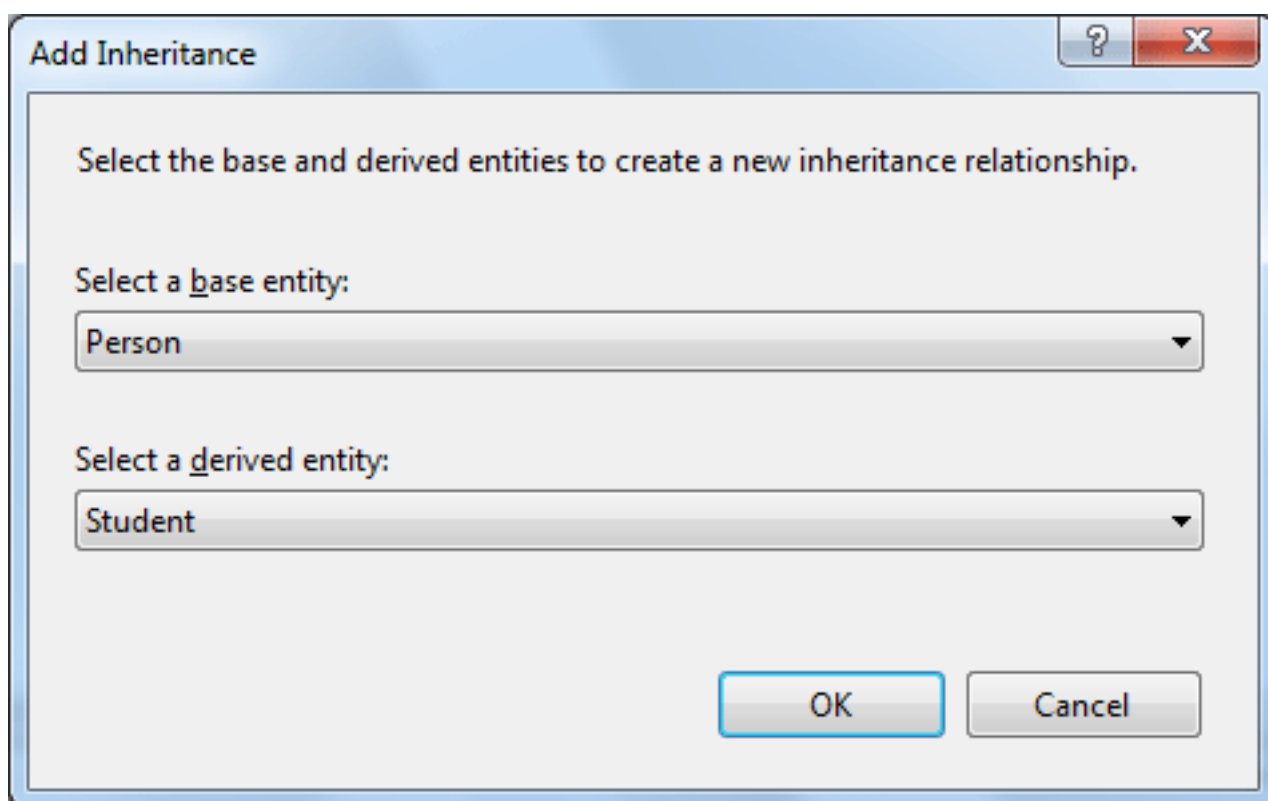 Add Inheritance
?
X
Select the base and derived entities to create a new inheritance relationship.
Select a base entity:
Person
Select a derived entity:
Student
OK
Cancel